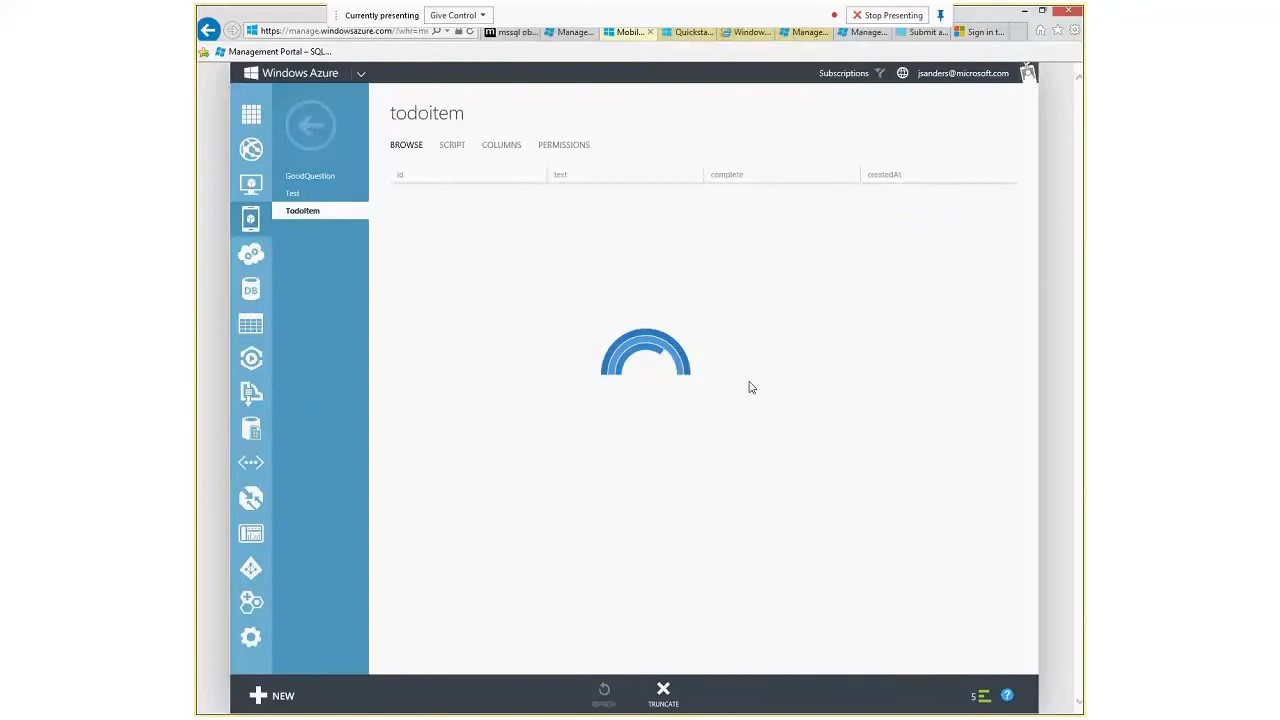 Currently presenting Give Control Stop Presenting
https://manage.windowsazure.com/?whr=mi mssql ob... Manage... Mobil... Quicksta... Window... Manage... Manage... Submit a... Sign in t...
Management Portal – SQL...
Windows Azure Subscriptions jsanders@microsoft.com
todoitem
BROWSE SCRIPT COLUMNS PERMISSIONS
id text complete createdAt
GoodQuestion
Test
TodoItem
DB
NEW REFRESH TRUNCATE 5 ?